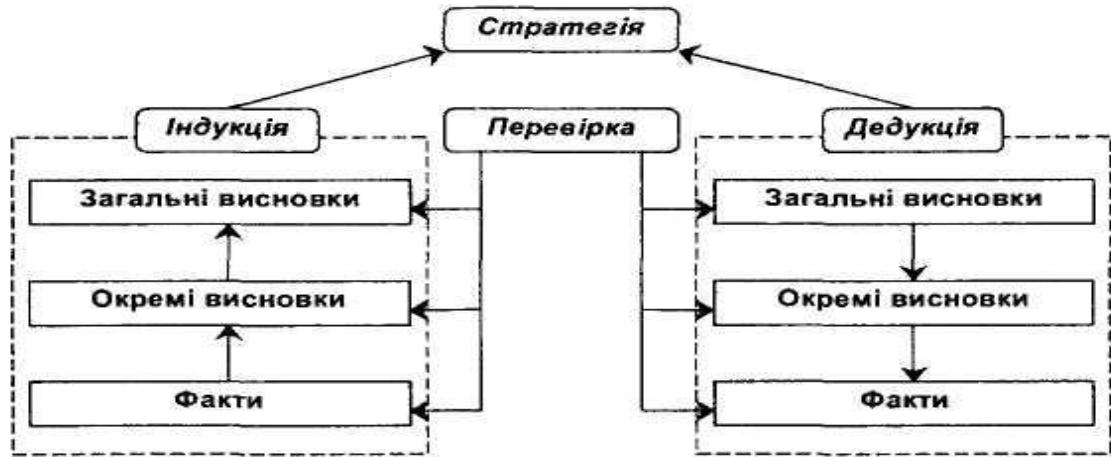 Стратегія
Індукція
Перевірка
Дедукція
Загальні висновки
Загальні висновки
Окремі висновки
Окремі висновки
Факти
Факти